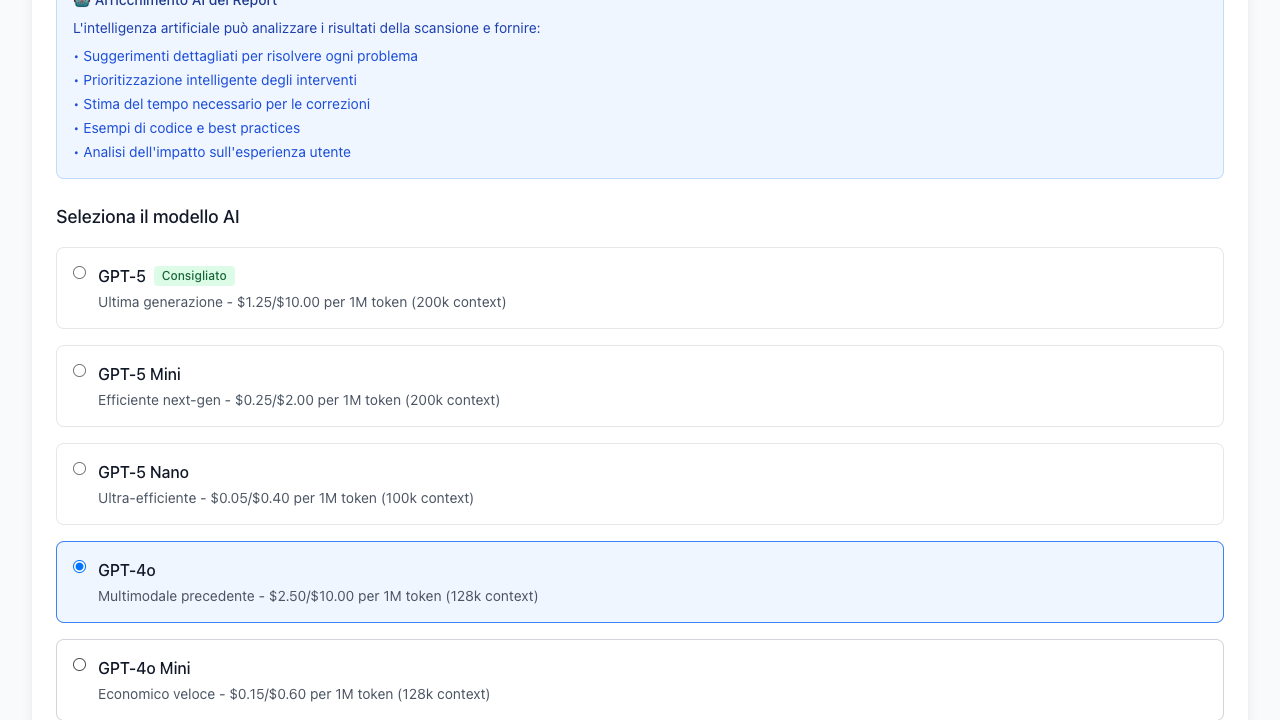 Arricchimento AI del Report
L'intelligenza artificiale può analizzare i risultati della scansione e fornire:
• Suggerimenti dettagliati per risolvere ogni problema
• Prioritizzazione intelligente degli interventi
• Stima del tempo necessario per le correzioni
• Esempi di codice e best practices
• Analisi dell'impatto sull'esperienza utente
Seleziona il modello AI
GPT-5 Consigliato
Ultima generazione - $1.25/$10.00 per 1M token (200k context)
GPT-5 Mini
Efficiente next-gen - $0.25/$2.00 per 1M token (200k context)
GPT-5 Nano
Ultra-efficiente - $0.05/$0.40 per 1M token (100k context)
GPT-4o
Multimodale precedente - $2.50/$10.00 per 1M token (128k context)
GPT-4o Mini
Economico veloce - $0.15/$0.60 per 1M token (128k context)